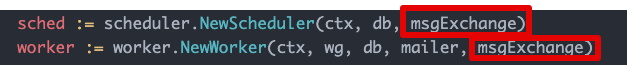 sched := scheduler.NewScheduler(ctx, db, msgExchange)
worker := worker.NewWorker(ctx, wg, db, mailer, msgExchange)